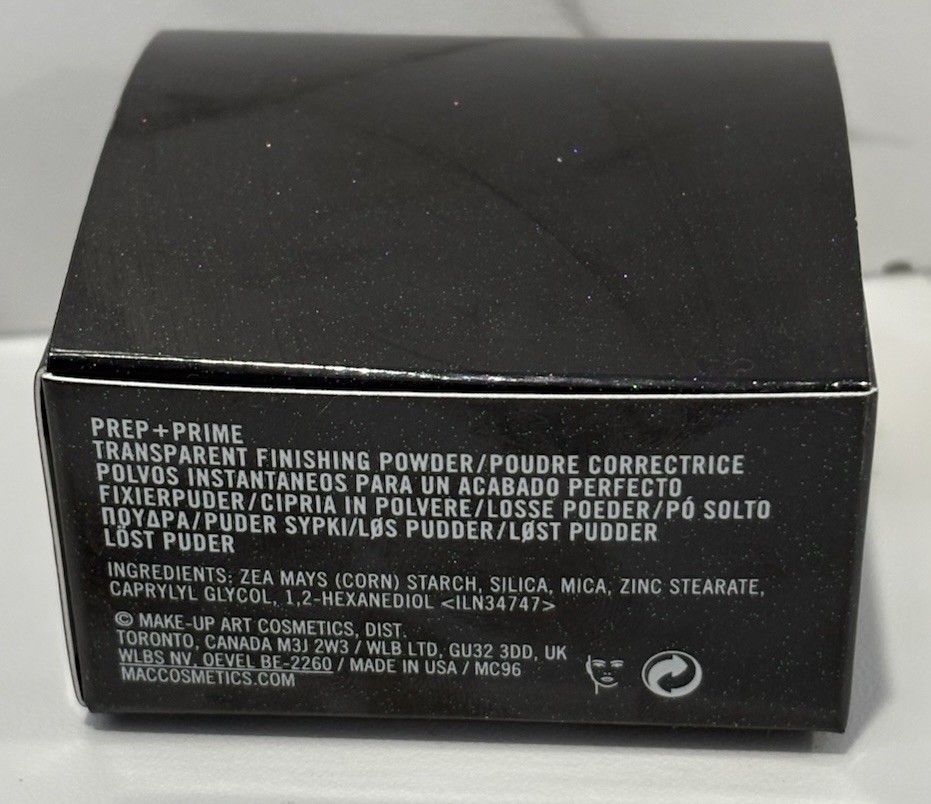 PREP+PRIME
TRANSPARENT FINISHING POWDER/POUDRE CORRECTRICE
POLVOS INSTANTANEOS PARA UN ACABADO PERFECTO
FIXIERPUDER/CIPRIA IN POLVERE/LOSSE POEDER/PÓ SOLTO
ΠΟΥΔΡΑ/PUDER SYPKI/LØS PUDDER/LØST PUDDER
LÖST PUDER
INGREDIENTS: ZEA MAYS (CORN) STARCH, SILICA, MICA, ZINC STEARATE,
CAPRYLYL GLYCOL, 1,2-HEXANEDIOL <ILN34747>
© MAKE-UP ART COSMETICS, DIST.
TORONTO, CANADA M3J 2W3 / WLB LTD, GU32 3DD, UK
WLBS NV, OEVEL BE-2260 / MADE IN USA / MC96
MACCOSMETICS.COM